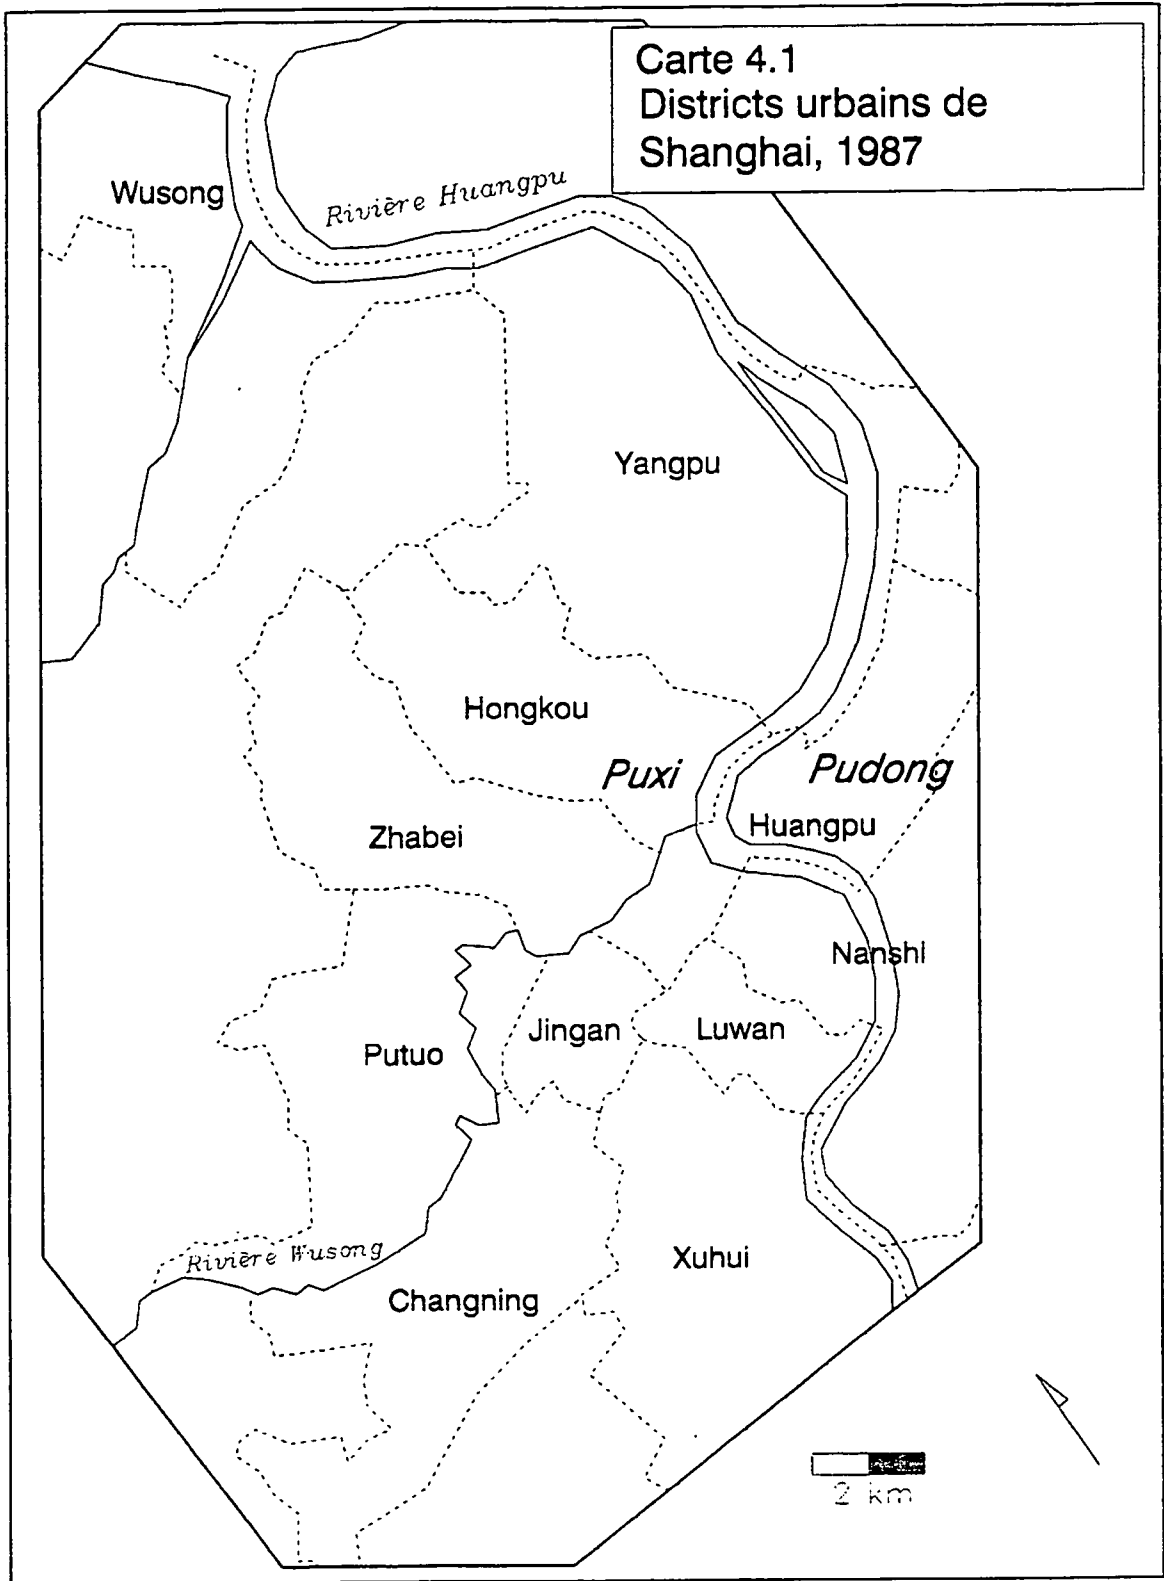 Carte 4.1
Districts urbains de
Shanghai, 1987
Wusong
Rivière Huangpu
Yangpu
Hongkou
Puxi
Pudong
Huangpu
Zhabei
Nanshi
Jingan
Luwan
Putuo
Rivière Wusong
Xuhui
Changning
2 km